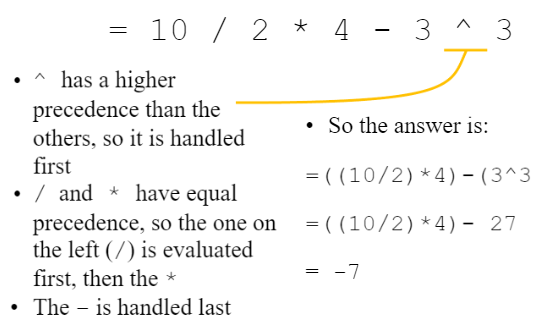 = 10 / 2 * 4 - 3 ^ 3
• ^ has a higher
precedence than the
others, so it is handled
first
• / and * have equal
precedence, so the one on
the left (/) is evaluated
first, then the *
• The - is handled last
• So the answer is:
=((10/2)*4)-(3^3
=((10/2)*4)- 27
= -7